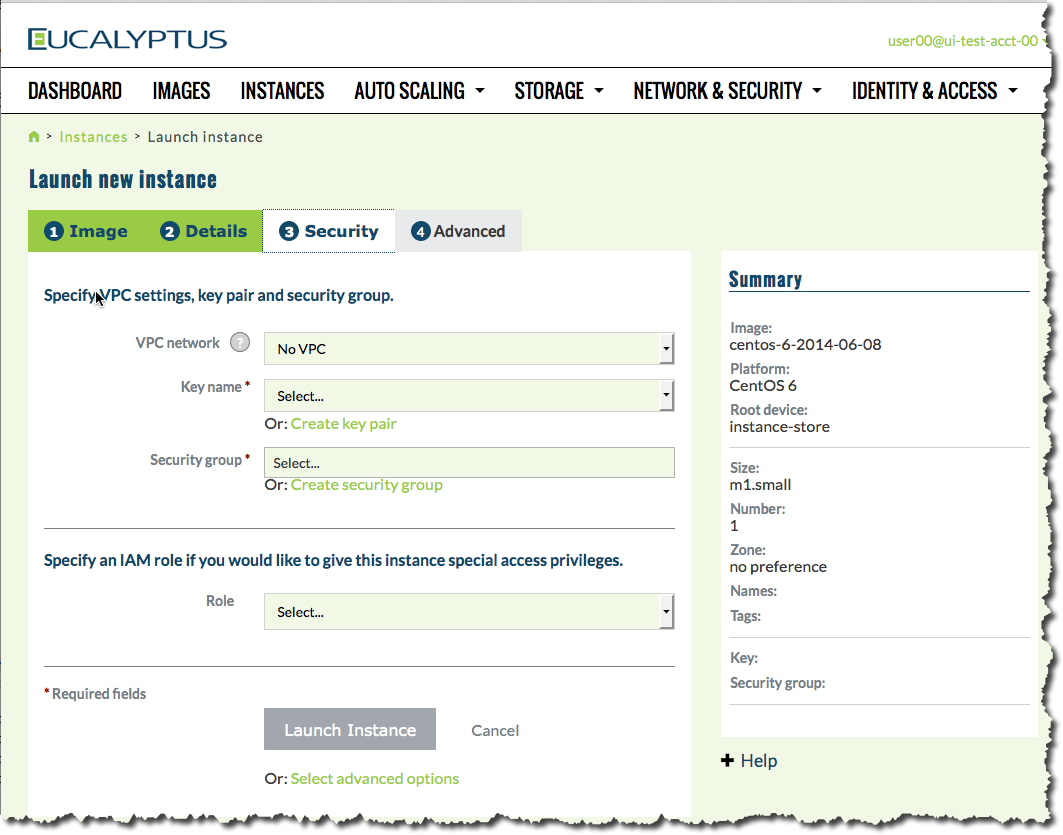 EUCALYPTUS
user00@ui-test-acct-00
DASHBOARD IMAGES INSTANCES AUTO SCALING STORAGE NETWORK & SECURITY IDENTITY & ACCESS
> Instances > Launch instance
Launch new instance
1 Image 2 Details 3 Security 4 Advanced
Specify VPC settings, key pair and security group.
VPC network ? No VPC
Key name * Select...
Or: Create key pair
Security group * Select...
Or: Create security group
Specify an IAM role if you would like to give this instance special access privileges.
Role Select...
* Required fields
Launch Instance Cancel
Or: Select advanced options
Summary
Image:
centos-6-2014-06-08
Platform:
CentOS 6
Root device:
instance-store
Size:
m1.small
Number:
1
Zone:
no preference
Names:
Tags:
Key:
Security group:
+ Help